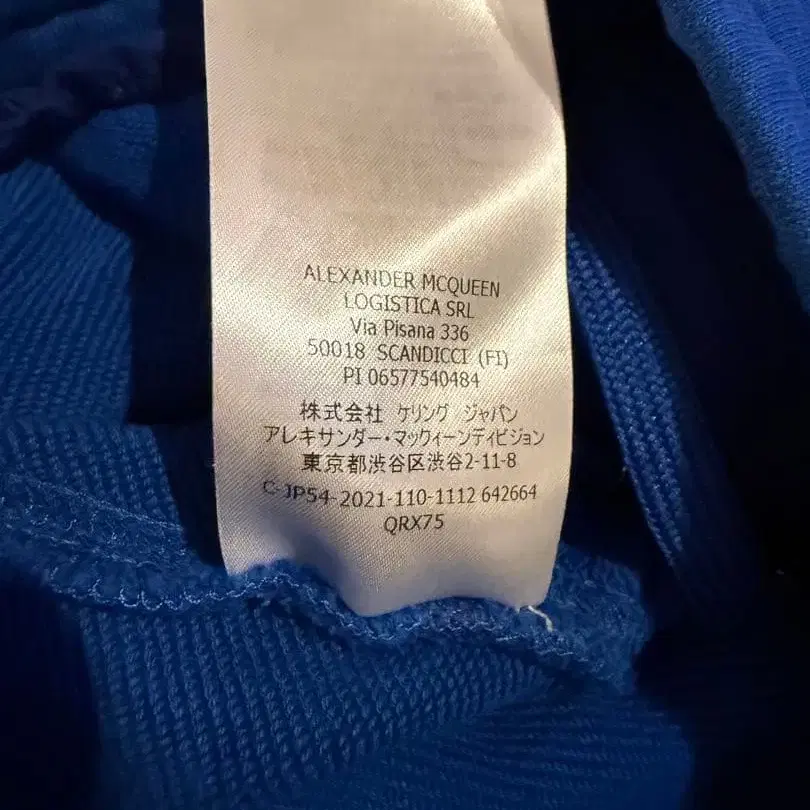 ALEXANDER MCQUEEN
LOGISTICA SRL
Via Pisana 336
50018 SCANDICCI (FI)
PI 06577540484
株式会社 ケリング ジャパン
アレキサンダー・マックィーンディビジョン
東京都渋谷区渋谷2-11-8
C-JP54-2021-110-1112 642664
QRX75